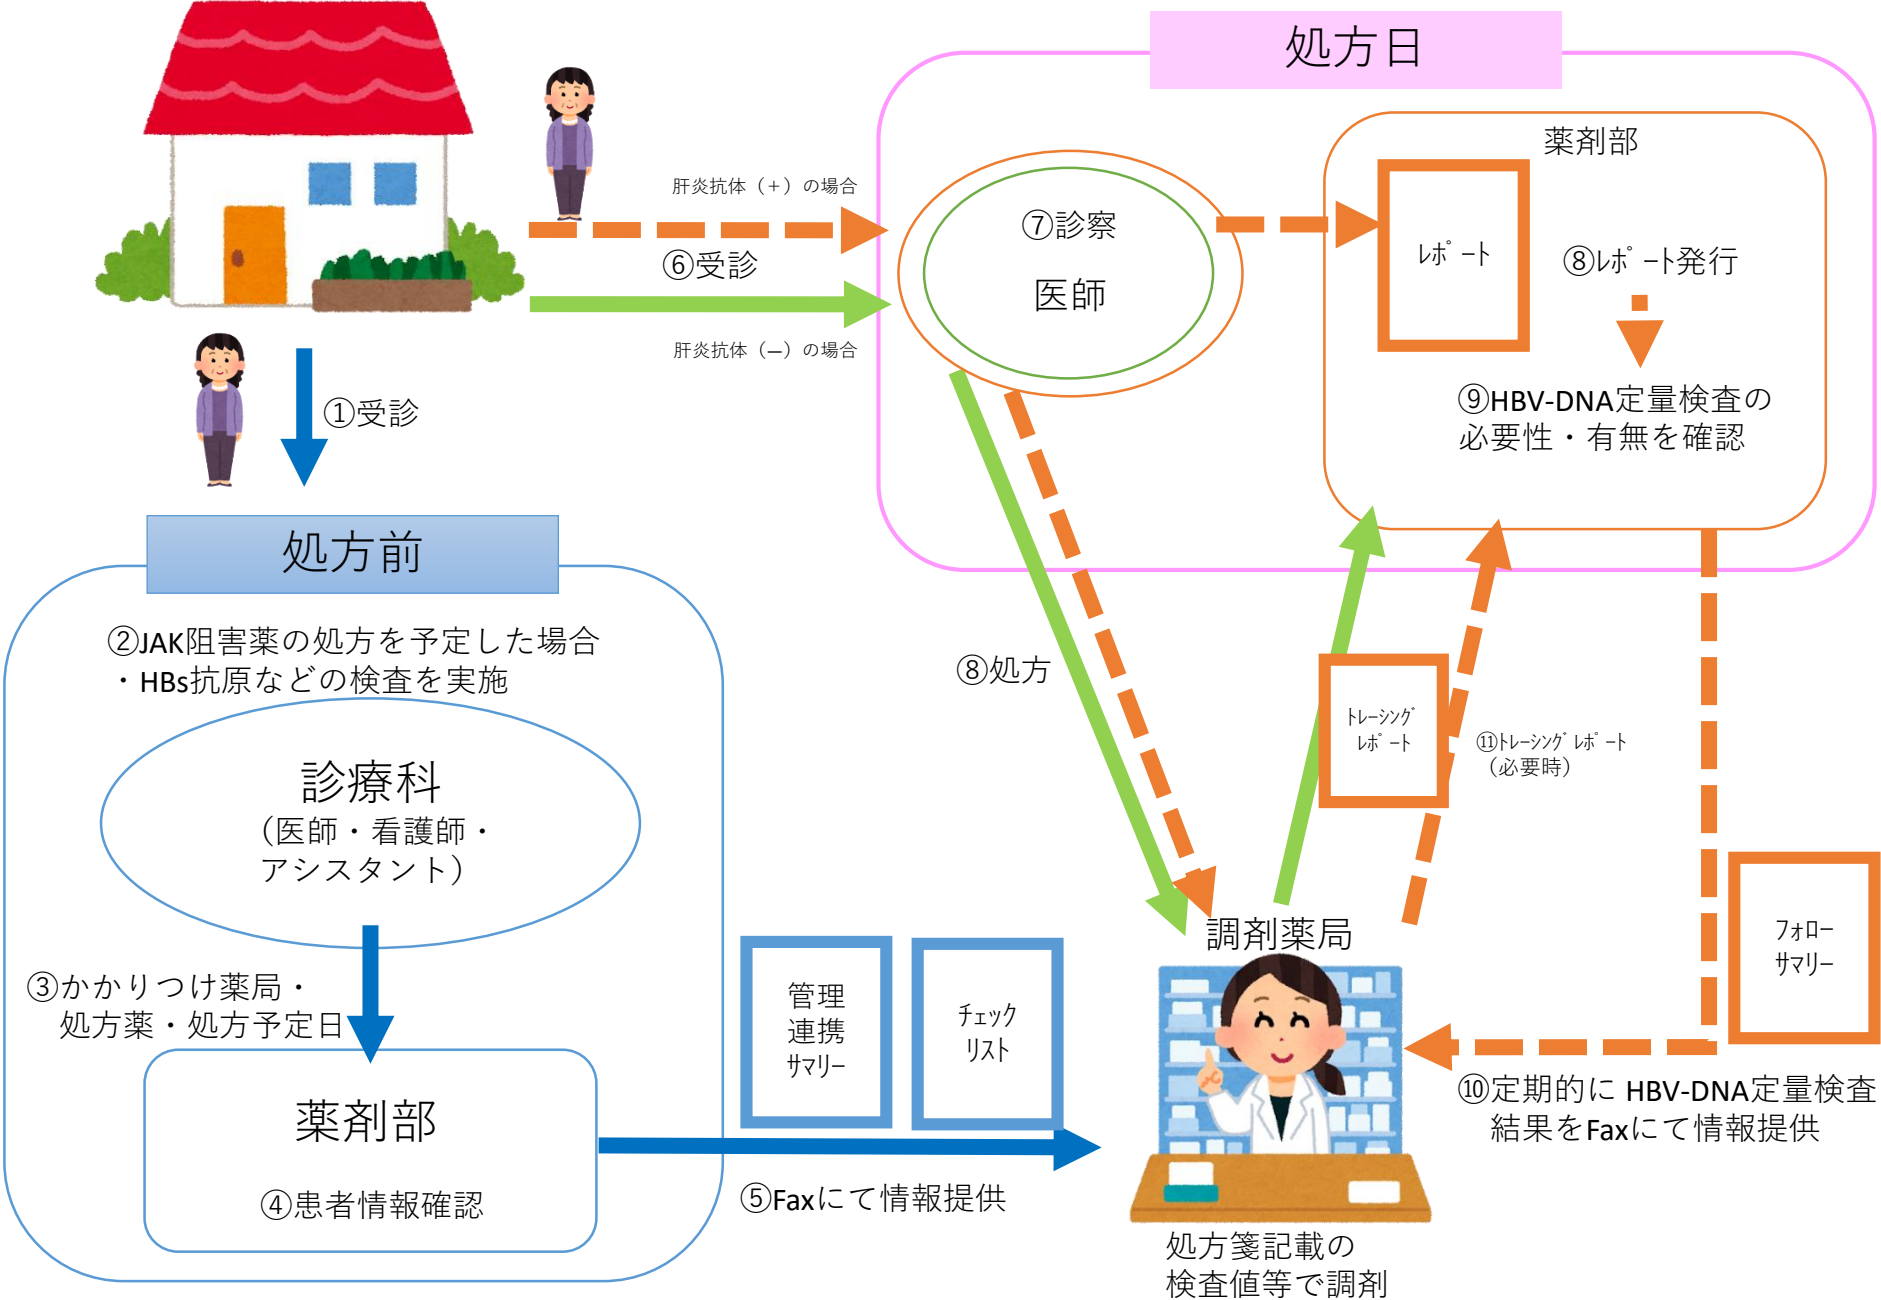 処方日
薬剤部
肝炎抗体（+）の場合
⑥受診
肝炎抗体（—）の場合
⑦診察
医師
ﾚﾎﾟｰﾄ
⑧ﾚﾎﾟｰﾄ発行
⑨HBV-DNA定量検査の
必要性・有無を確認
①受診
処方前
②JAK阻害薬の処方を予定した場合
・HBs抗原などの検査を実施
診療科
（医師・看護師・
アシスタント）
③かかりつけ薬局・
処方薬・処方予定日
薬剤部
④患者情報確認
管理
連携
ｻﾏﾘｰ
ﾁｪｯｸ
ﾘｽﾄ
⑤Faxにて情報提供
⑧処方
ﾄﾚｰｼﾝｸﾞ
ﾚﾎﾟｰﾄ
⑪ﾄﾚｰｼﾝｸﾞﾚﾎﾟｰﾄ
（必要時）
調剤薬局
ﾌｫﾛｰ
ｻﾏﾘｰ
⑩定期的に HBV-DNA定量検査
結果をFaxにて情報提供
処方箋記載の
検査値等で調剤